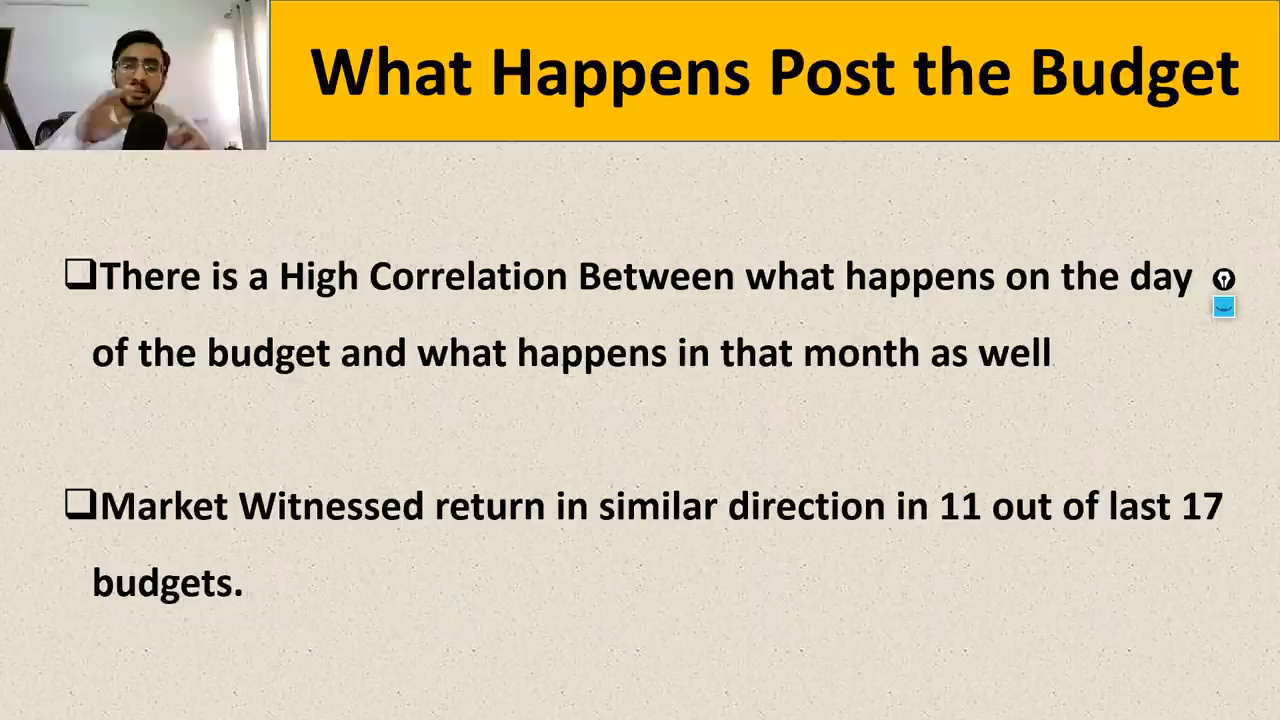 What Happens Post the Budget
❑There is a High Correlation Between what happens on the day
of the budget and what happens in that month as well
❑Market Witnessed return in similar direction in 11 out of last 17
budgets.